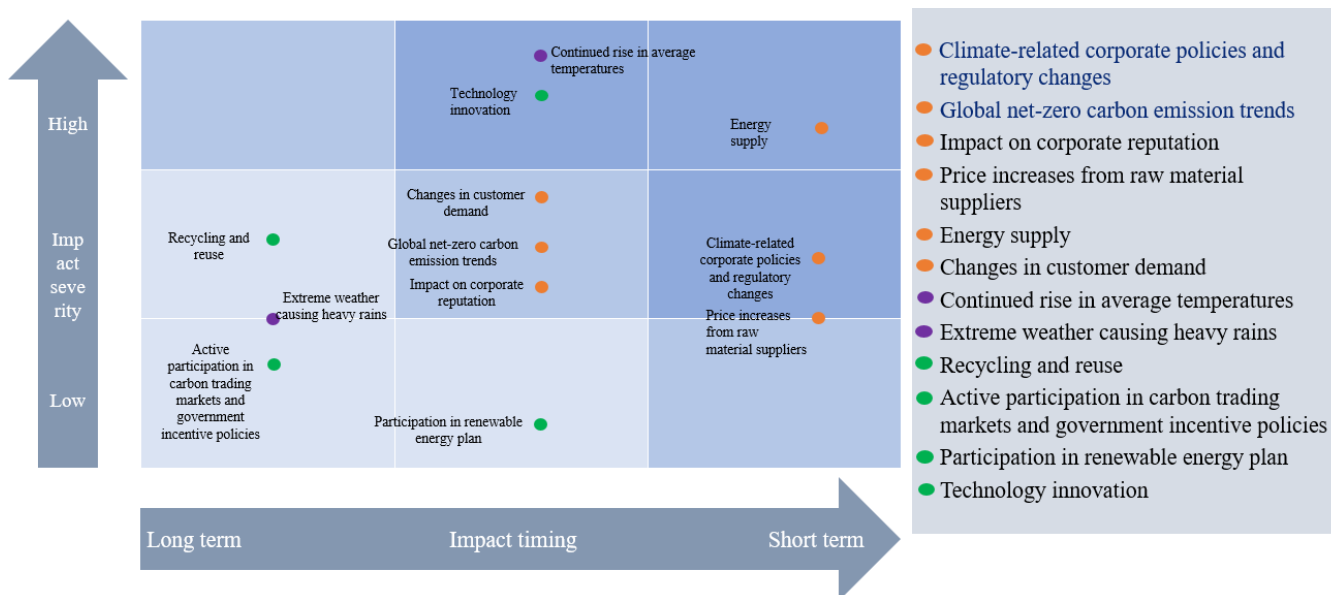 High
Imp
act
seve
rity
Low
Continued rise in average
temperatures
Technology
innovation
Energy
supply
Changes in customer
demand
Recycling and
reuse
Global net-zero carbon
emission trends
Climate-related
corporate policies
and regulatory
changes
Impact on corporate
reputation
Extreme weather
causing heavy rains
Price increases
from raw
material suppliers
Active
participation in
carbon trading
markets and
government
incentive policies
Participation in renewable
energy plan
Long term
Impact timing
Short term
Climate-related corporate policies and
regulatory changes
Global net-zero carbon emission trends
Impact on corporate reputation
Price increases from raw material
suppliers
Energy supply
Changes in customer demand
Continued rise in average temperatures
Extreme weather causing heavy rains
Recycling and reuse
Active participation in carbon trading
markets and government incentive policies
Participation in renewable energy plan
Technology innovation